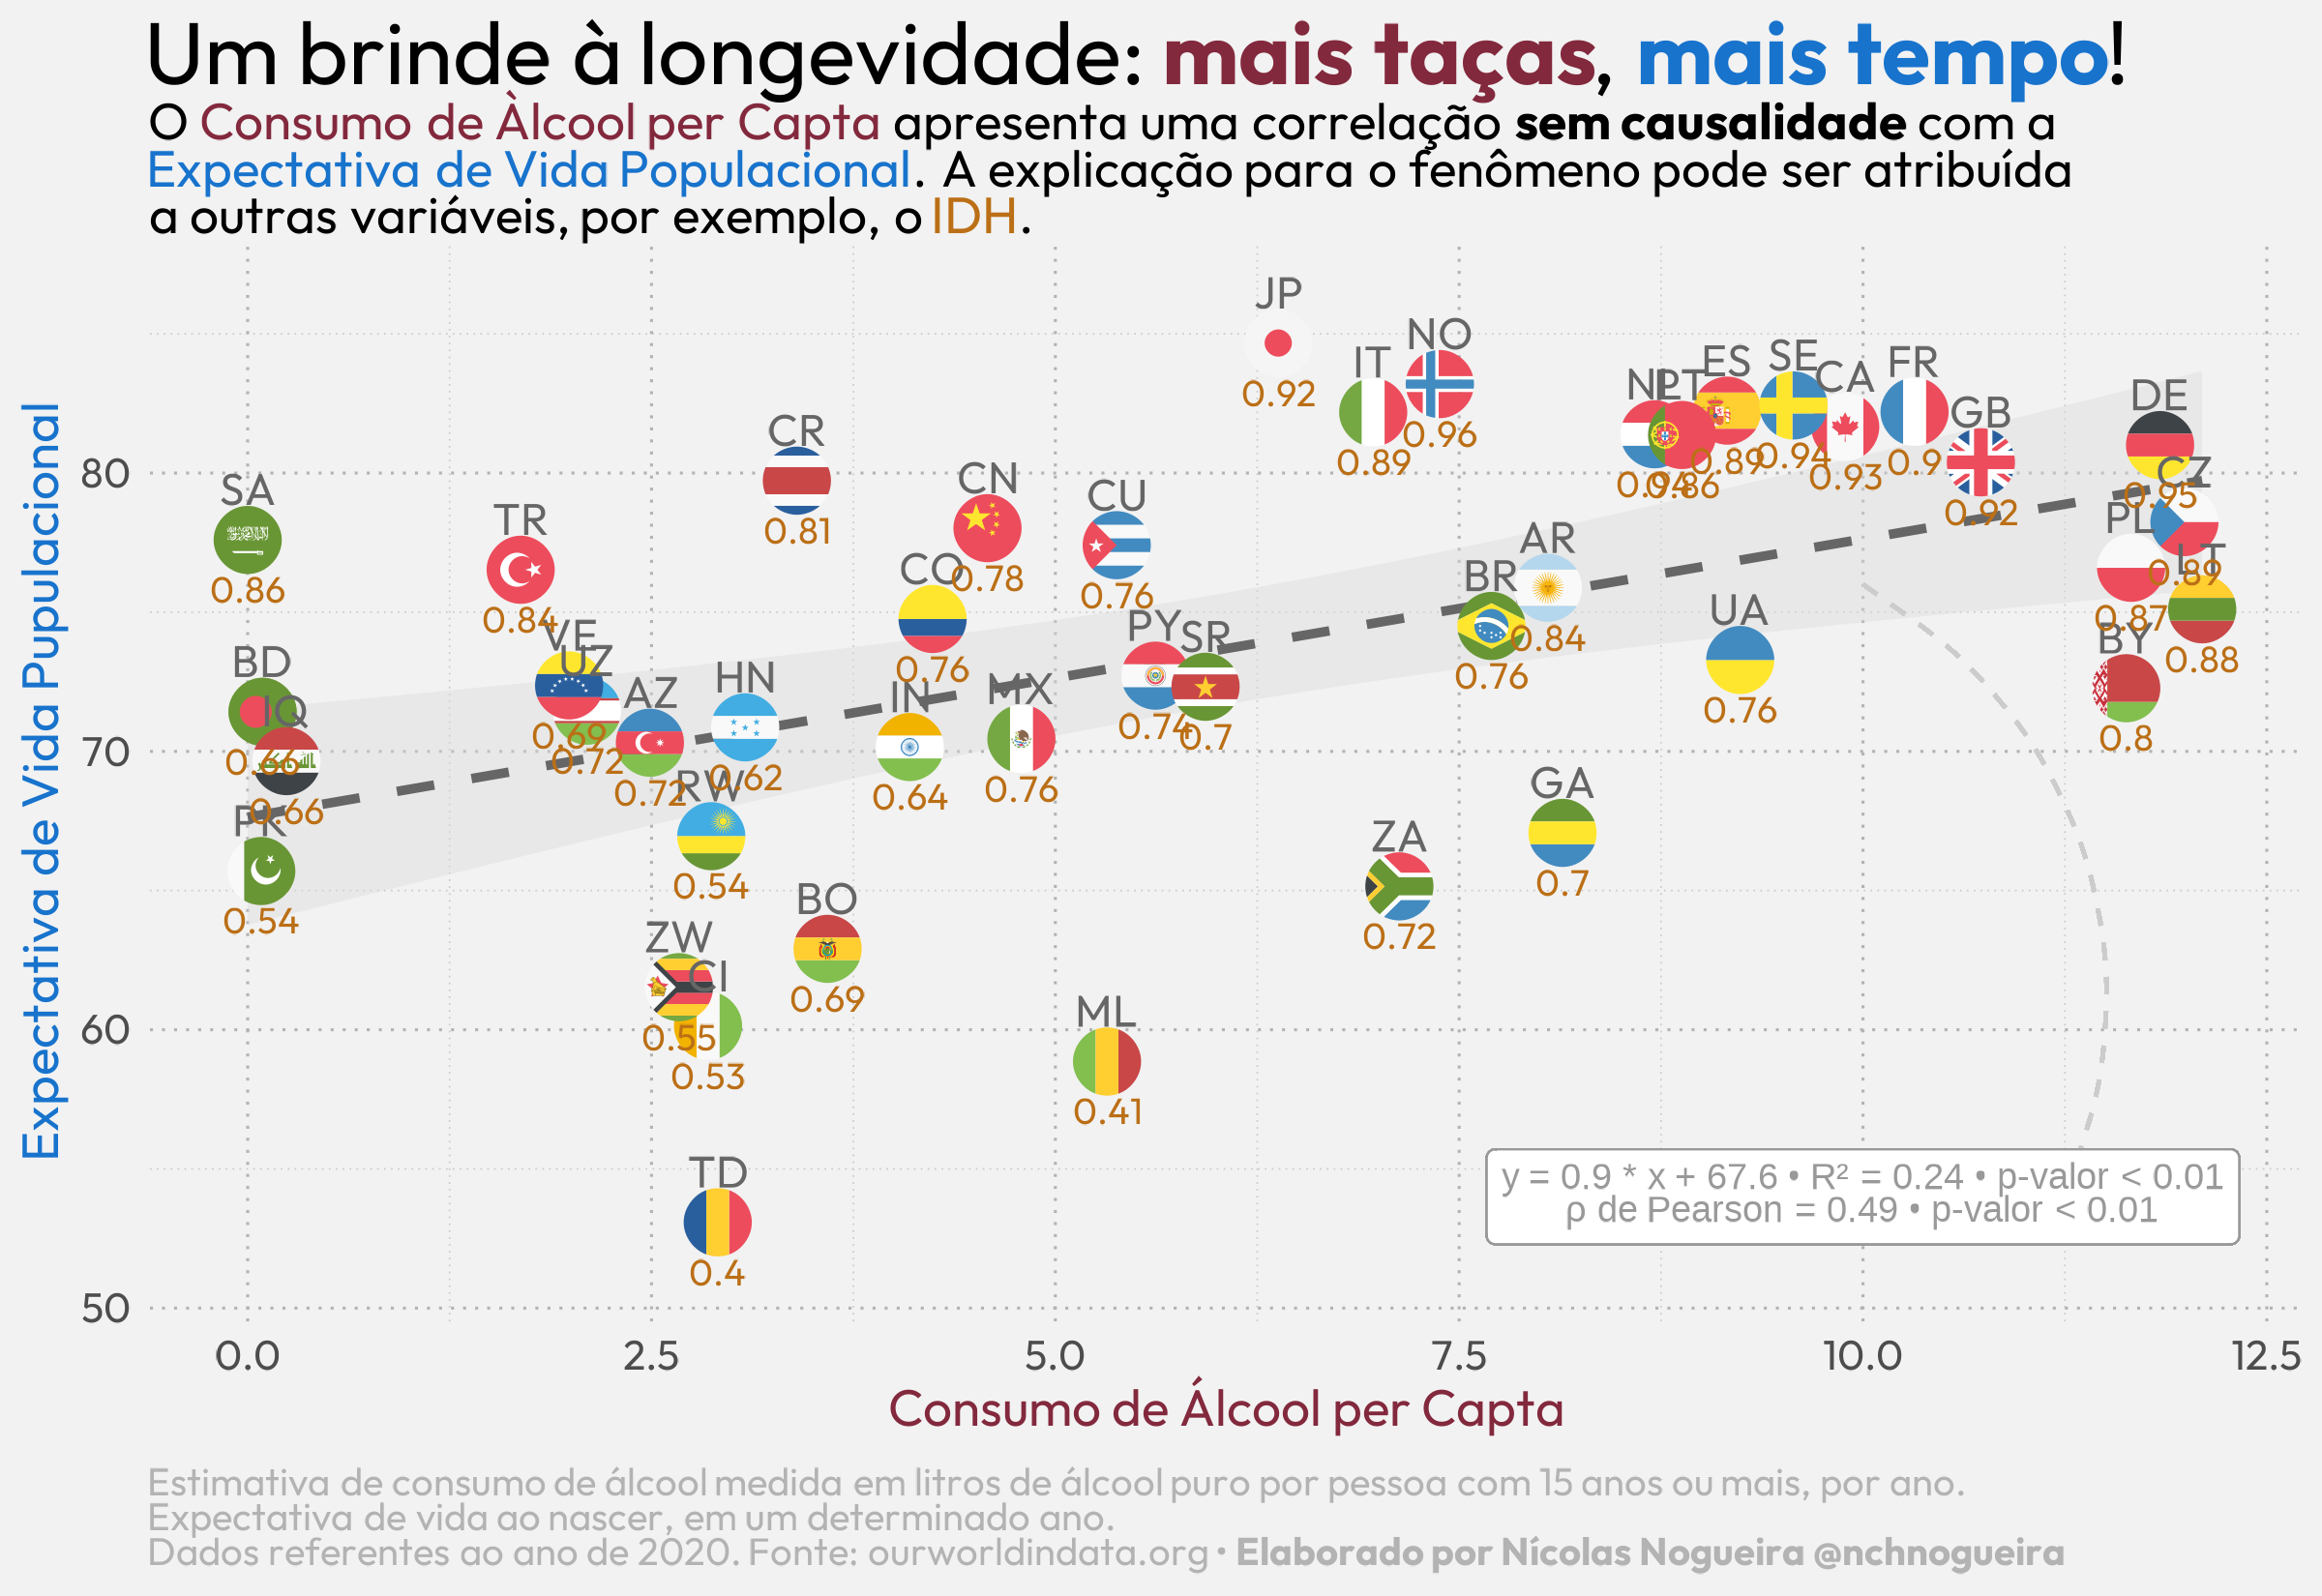 Um brinde à longevidade: mais taças, mais tempo!
O Consumo de Àlcool per Capta apresenta uma correlação sem causalidade com a
Expectativa de Vida Populacional. A explicação para o fenômeno pode ser atribuída
a outras variáveis, por exemplo, o IDH.
Expectativa de Vida Pupulacional
80
70
60
50
JP
0.92
NO
0.96
IT
0.89
NL
0.94
PT
0.86
ES
0.89
SE
0.94
CA
0.93
FR
0.9
GB
0.92
DE
0.95
CZ
0.89
PL
0.87
LT
0.88
BY
0.8
SA
0.86
TR
0.84
CR
0.81
CN
0.78
CU
0.76
CO
0.76
AR
0.84
BR
0.76
UA
0.76
PY
0.74
SR
0.7
VE
0.69
UZ
0.72
AZ
0.72
HN
0.62
IN
0.64
MX
0.76
BD
0.66
IQ
0.66
PK
0.54
RW
0.54
GA
0.7
ZA
0.72
BO
0.69
ZW
0.55
CI
0.53
ML
0.41
TD
0.4
y = 0.9 * x + 67.6 • R² = 0.24 • p-valor < 0.01
ρ de Pearson = 0.49 • p-valor < 0.01
0.0 2.5 5.0 7.5 10.0 12.5
Consumo de Álcool per Capta
Estimativa de consumo de álcool medida em litros de álcool puro por pessoa com 15 anos ou mais, por ano.
Expectativa de vida ao nascer, em um determinado ano.
Dados referentes ao ano de 2020. Fonte: ourworldindata.org • Elaborado por Nícolas Nogueira @nchnogueira